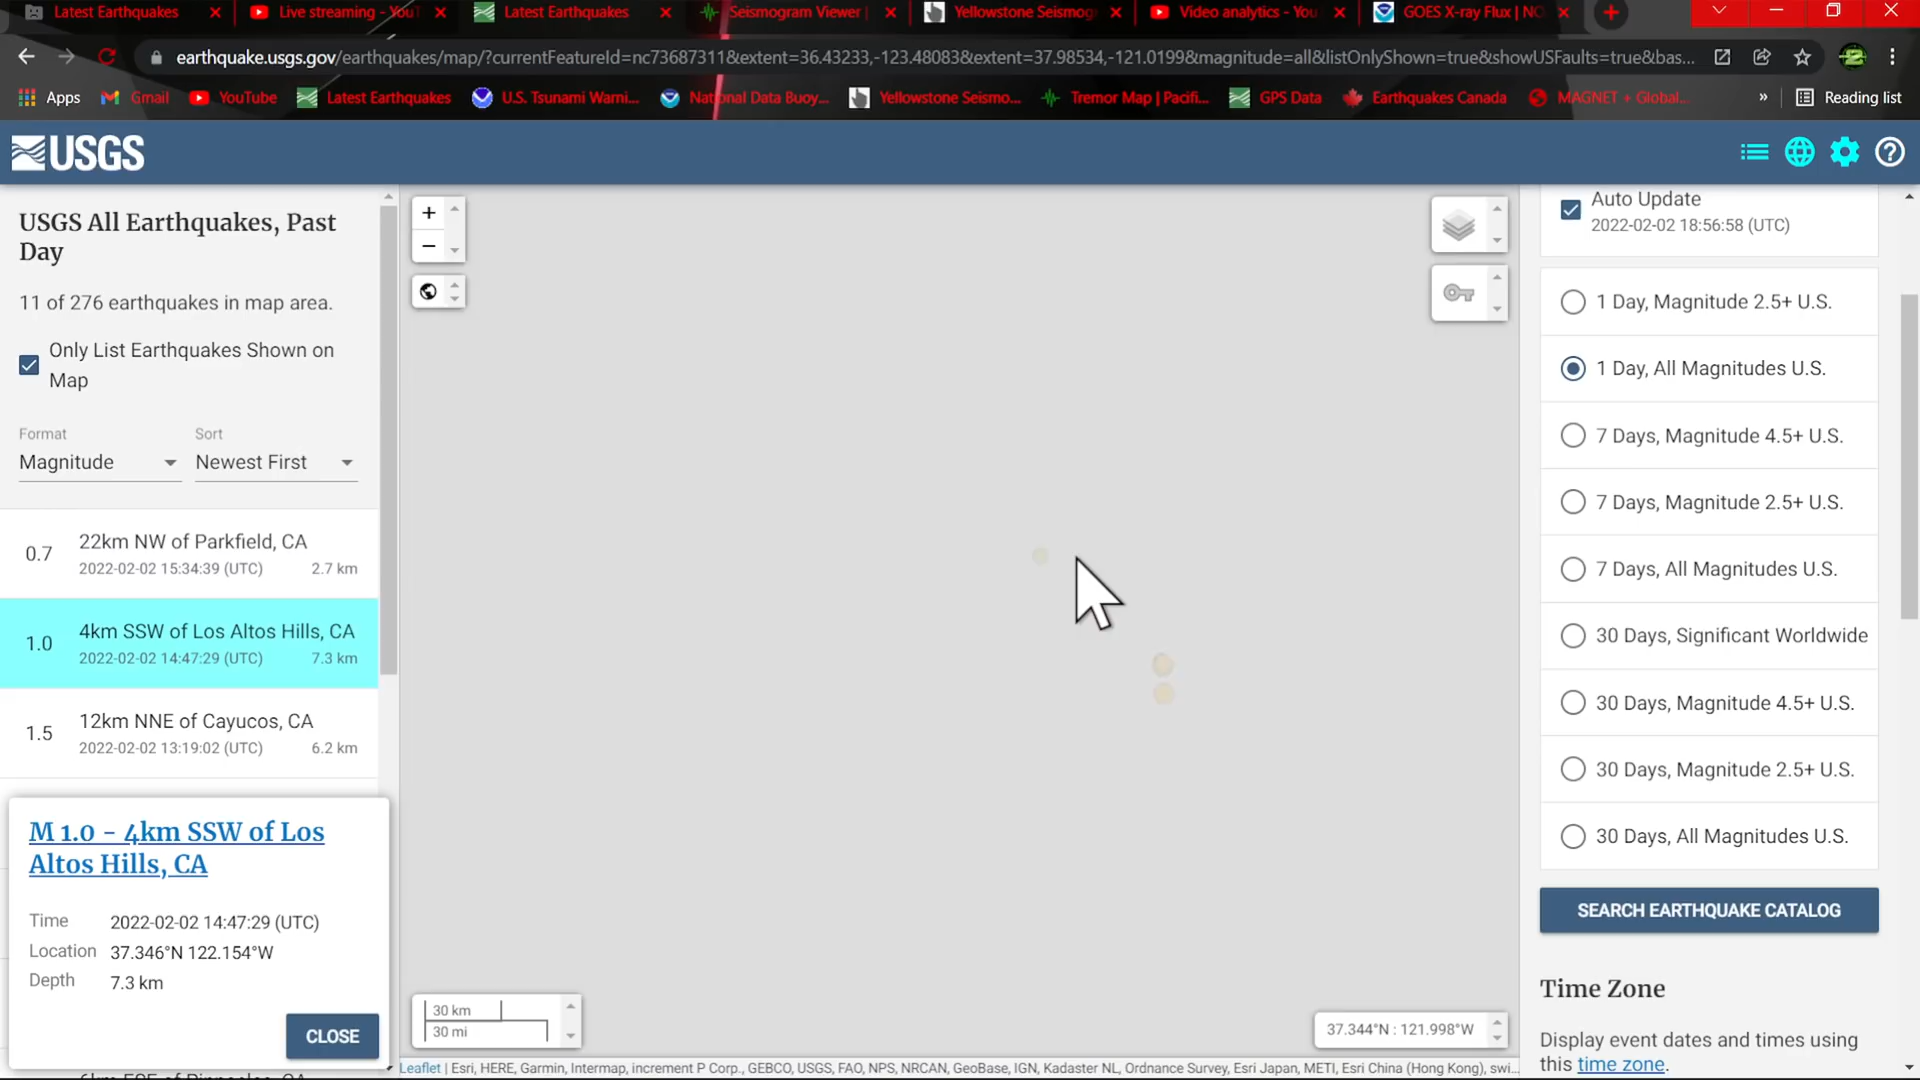 Latest Earthquakes
Live streaming - YouT
Latest Earthquakes
Seismogram Viewer |
Yellowstone Seismog
Video analytics - You
GOES X-ray Flux | NO
earthquake.usgs.gov/earthquakes/map/?currentFeatureId=nc73687311&extent=36.43233,-123.48083&extent=37.98534,-121.0199&magnitude=all&listOnlyShown=true&showUSFaults=true&bas...
Apps
Gmail
YouTube
Latest Earthquakes
U.S. Tsunami Warni...
National Data Buoy...
Yellowstone Seismo...
Tremor Map | Pacifi...
GPS Data
Earthquakes Canada
MAGNET + Global...
»
Reading list
USGS
USGS All Earthquakes, Past
Day
11 of 276 earthquakes in map area.
Only List Earthquakes Shown on
Map
Format
Sort
Magnitude
Newest First
0.7
22km NW of Parkfield, CA
2022-02-02 15:34:39 (UTC) 2.7 km
1.0
4km SSW of Los Altos Hills, CA
2022-02-02 14:47:29 (UTC) 7.3 km
1.5
12km NNE of Cayucos, CA
2022-02-02 13:19:02 (UTC) 6.2 km
M 1.0 - 4km SSW of Los
Altos Hills, CA
Time 2022-02-02 14:47:29 (UTC)
Location 37.346°N 122.154°W
Depth 7.3 km
CLOSE
+
−
30 km
30 mi
37.344°N : 121.998°W
Leaflet | Esri, HERE, Garmin, Intermap, increment P Corp., GEBCO, USGS, FAO, NPS, NRCAN, GeoBase, IGN, Kadaster NL, Ordnance Survey, Esri Japan, METI, Esri China (Hong Kong), swi...
Auto Update
2022-02-02 18:56:58 (UTC)
1 Day, Magnitude 2.5+ U.S.
1 Day, All Magnitudes U.S.
7 Days, Magnitude 4.5+ U.S.
7 Days, Magnitude 2.5+ U.S.
7 Days, All Magnitudes U.S.
30 Days, Significant Worldwide
30 Days, Magnitude 4.5+ U.S.
30 Days, Magnitude 2.5+ U.S.
30 Days, All Magnitudes U.S.
SEARCH EARTHQUAKE CATALOG
Time Zone
Display event dates and times using
this time zone.